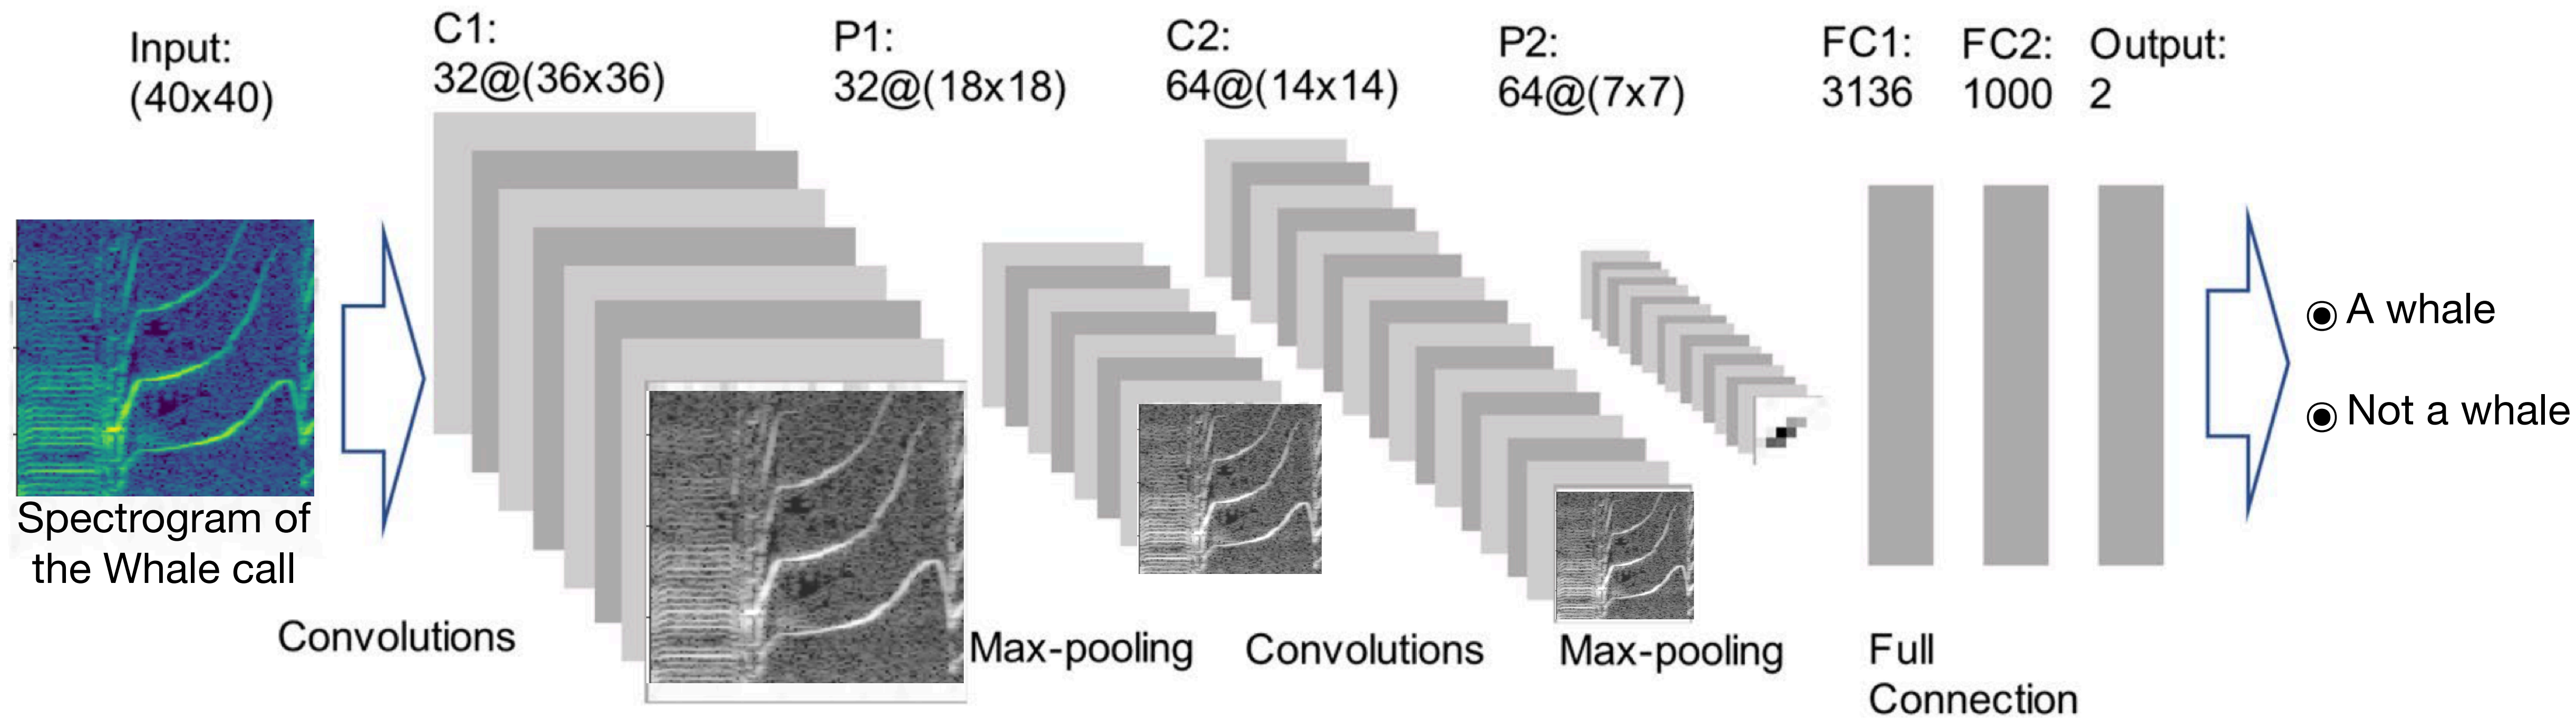 Input:
(40x40)
C1:
32@(36x36)
P1:
32@(18x18)
C2:
64@(14x14)
P2:
64@(7x7)
FC1:
3136
FC2:
1000
Output:
2
Spectrogram of
the Whale call
A whale
Not a whale
Convolutions
Max-pooling
Convolutions
Max-pooling
Full
Connection